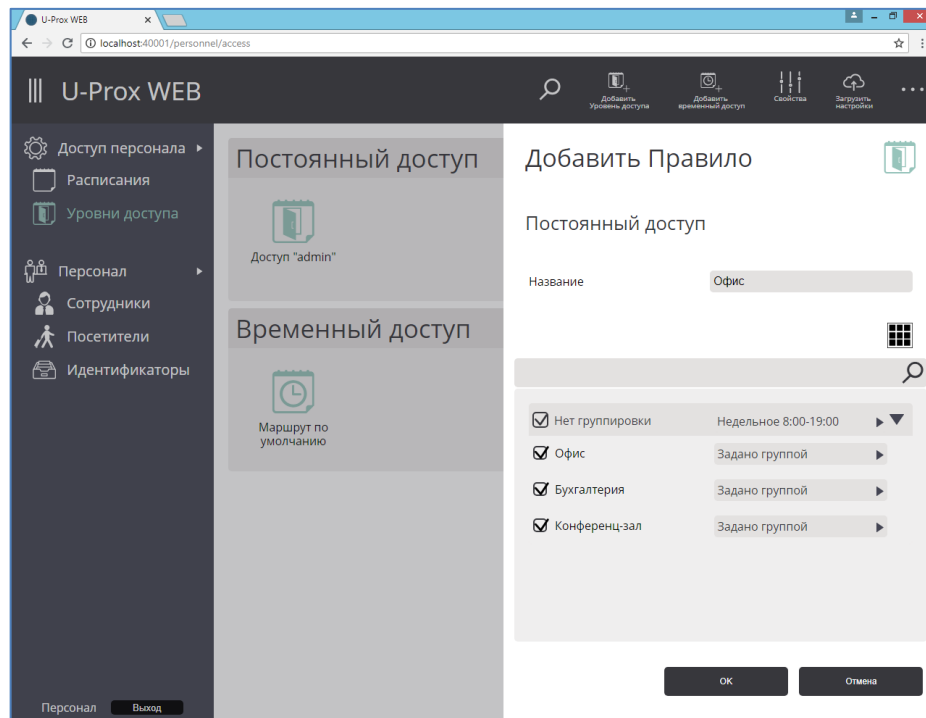 U-Prox WEB
localhost:40001/personnel/access
U-Prox WEB
Добавить
Уровень доступа
Добавить
временный доступ
Свойства
Загрузить
настройки
Доступ персонала
Расписания
Уровни доступа
Персонал
Сотрудники
Посетители
Идентификаторы
Персонал
Выход
Постоянный доступ
Доступ "admin"
Временный доступ
Маршрут по
умолчанию
Добавить Правило
Постоянный доступ
Название
Офис
Нет группировки
Недельное 8:00-19:00
Офис
Задано группой
Бухгалтерия
Задано группой
Конференц-зал
Задано группой
ОК
Отмена